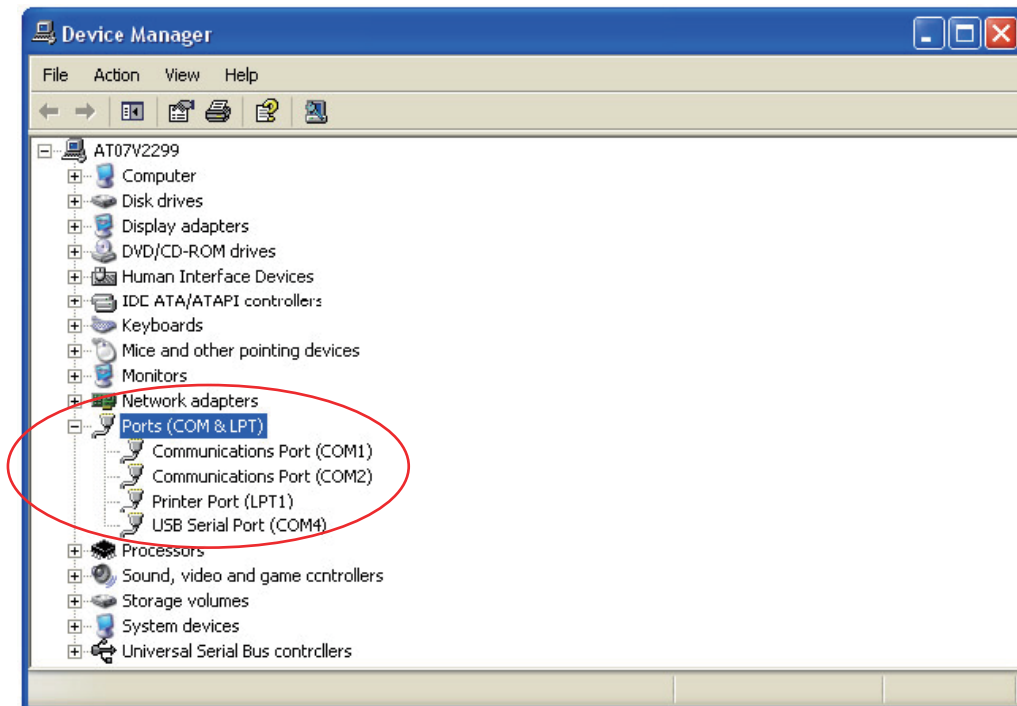 Device Manager
File Action View Help
AT07V2299
Computer
Disk drives
Display adapters
DVD/CD-ROM drives
Human Interface Devices
IDE ATA/ATAPI controllers
Keyboards
Mice and other pointing devices
Monitors
Network adapters
Ports (COM & LPT)
Communications Port (COM1)
Communications Port (COM2)
Printer Port (LPT1)
USB Serial Port (COM4)
Processors
Sound, video and game controllers
Storage volumes
System devices
Universal Serial Bus controllers